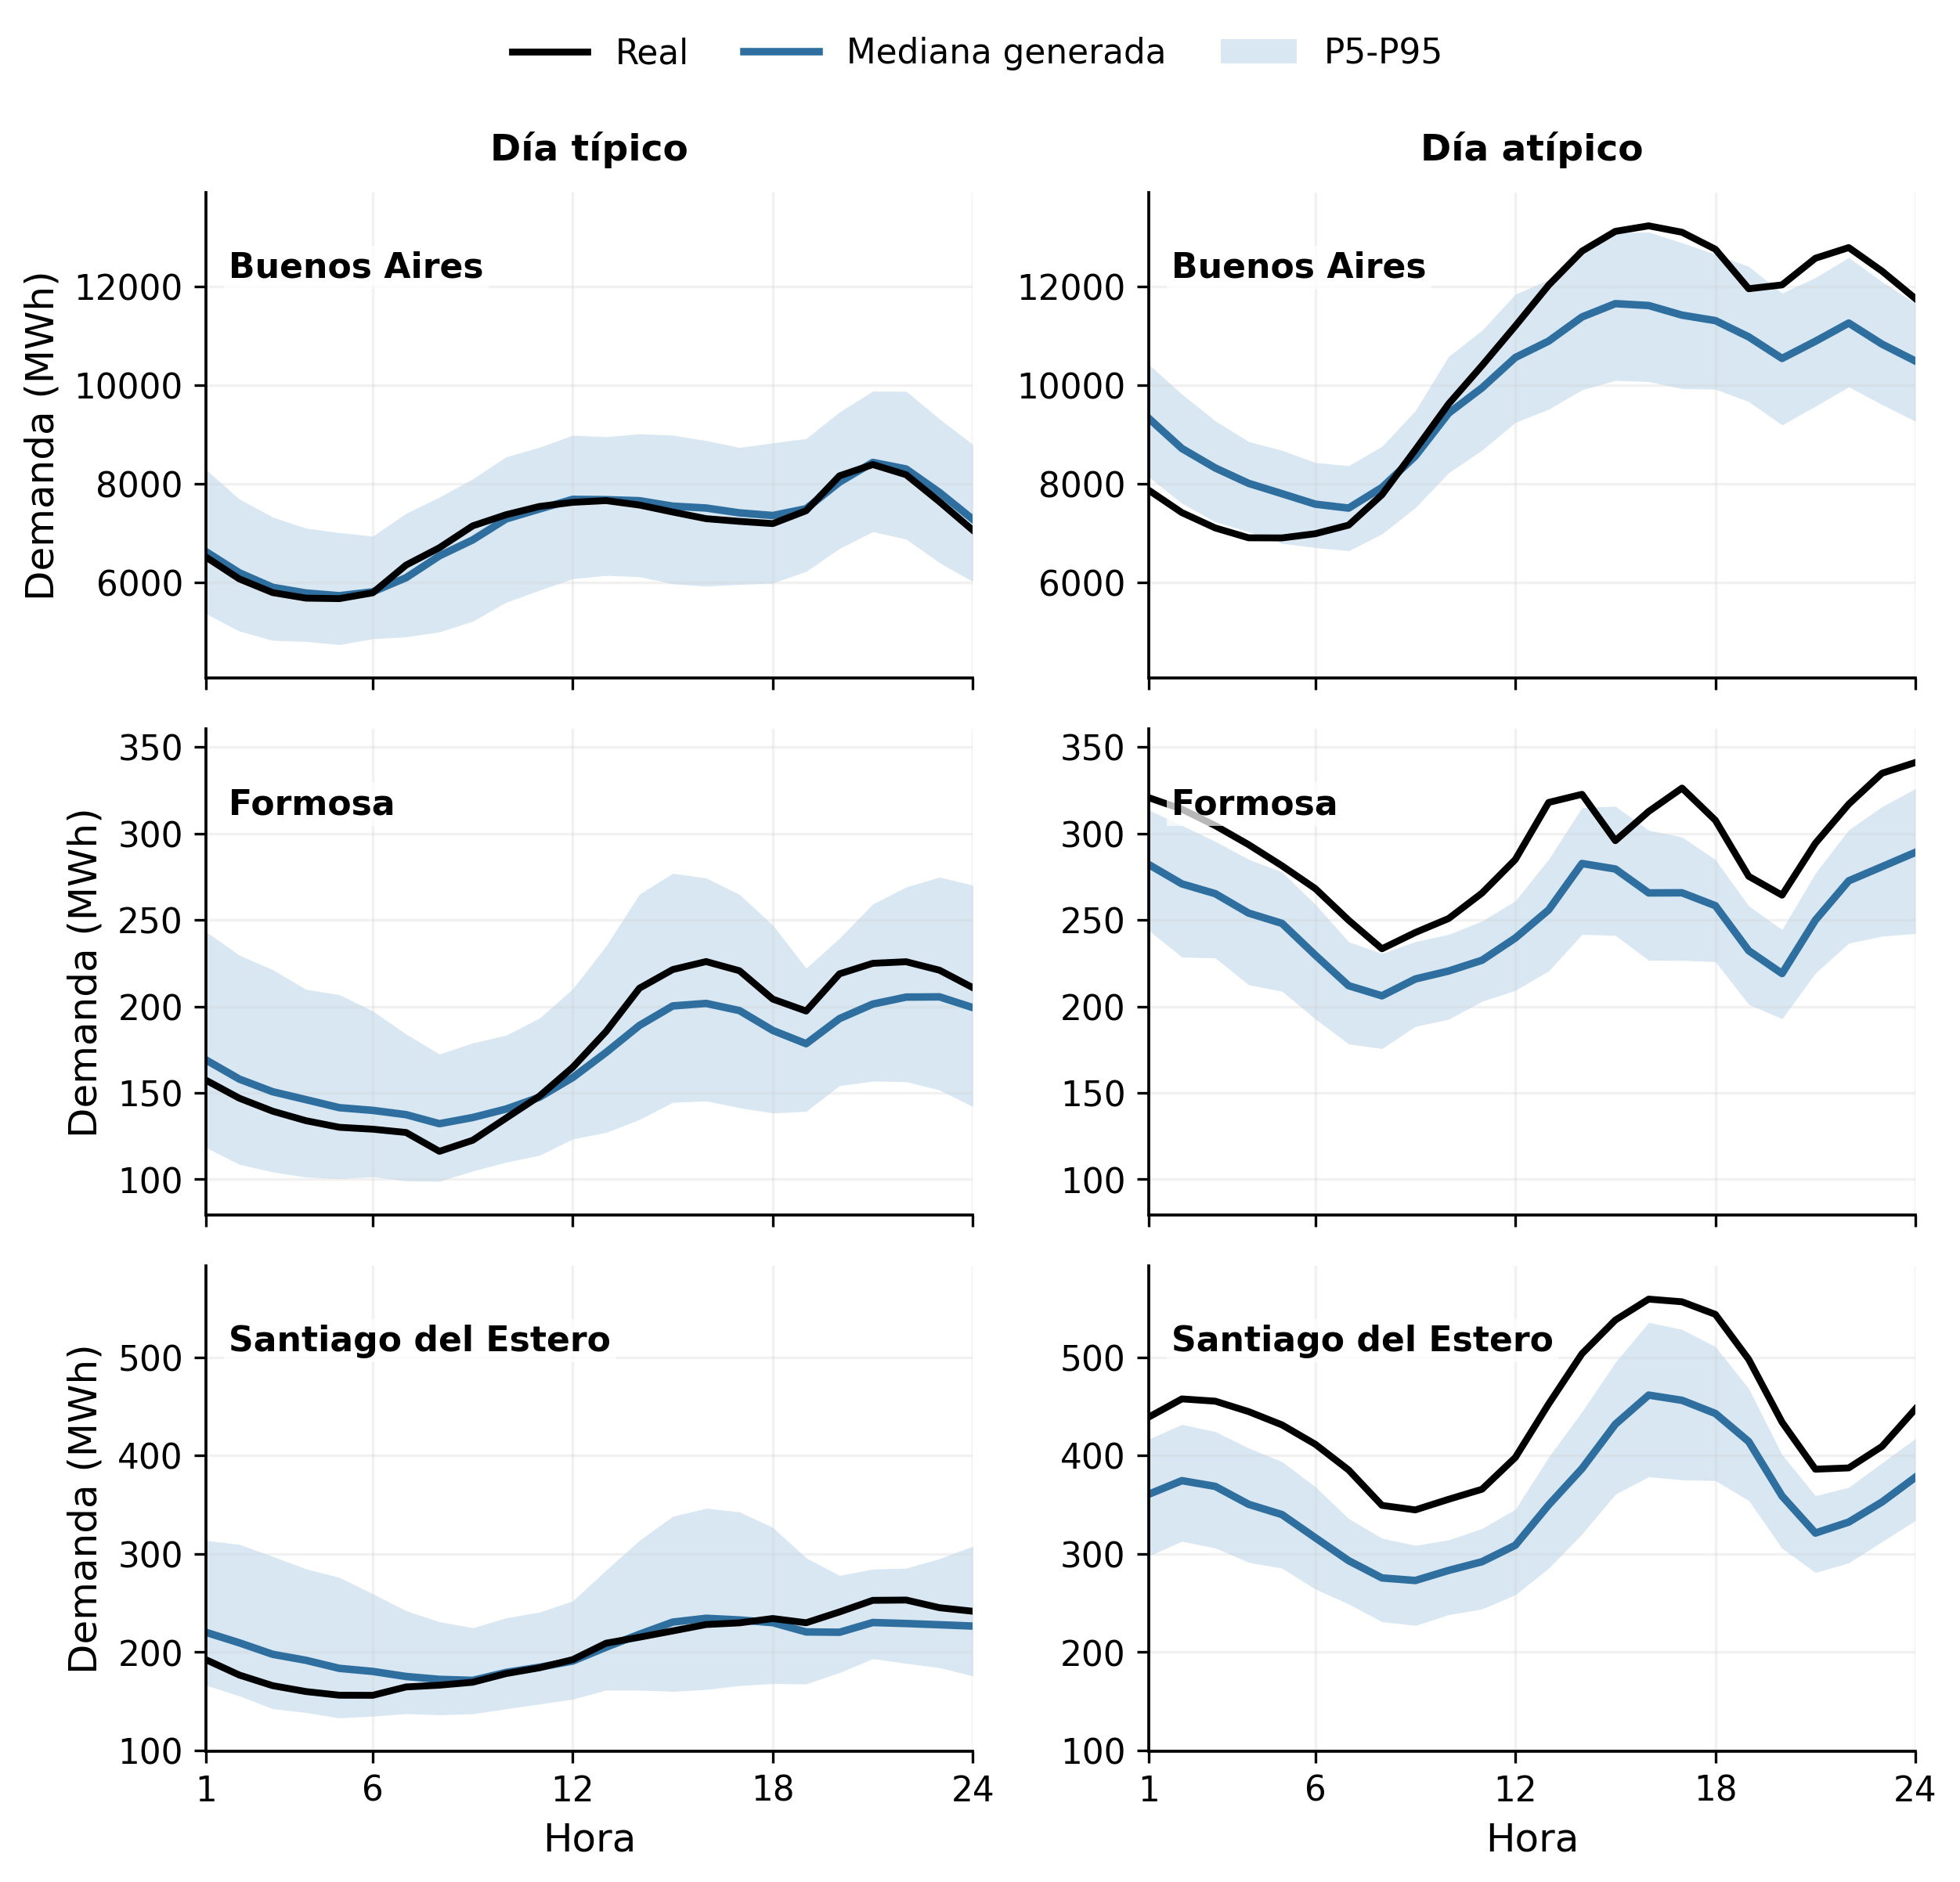 Real Mediana generada P5-P95
Día típico Día atípico
Buenos Aires
Demanda (MWh)
12000
10000
8000
6000
Buenos Aires
12000
10000
8000
6000
Formosa
Demanda (MWh)
350
300
250
200
150
100
Formosa
350
300
250
200
150
100
Santiago del Estero
Demanda (MWh)
500
400
300
200
100
1 6 12 18 24
Hora
Santiago del Estero
500
400
300
200
100
1 6 12 18 24
Hora